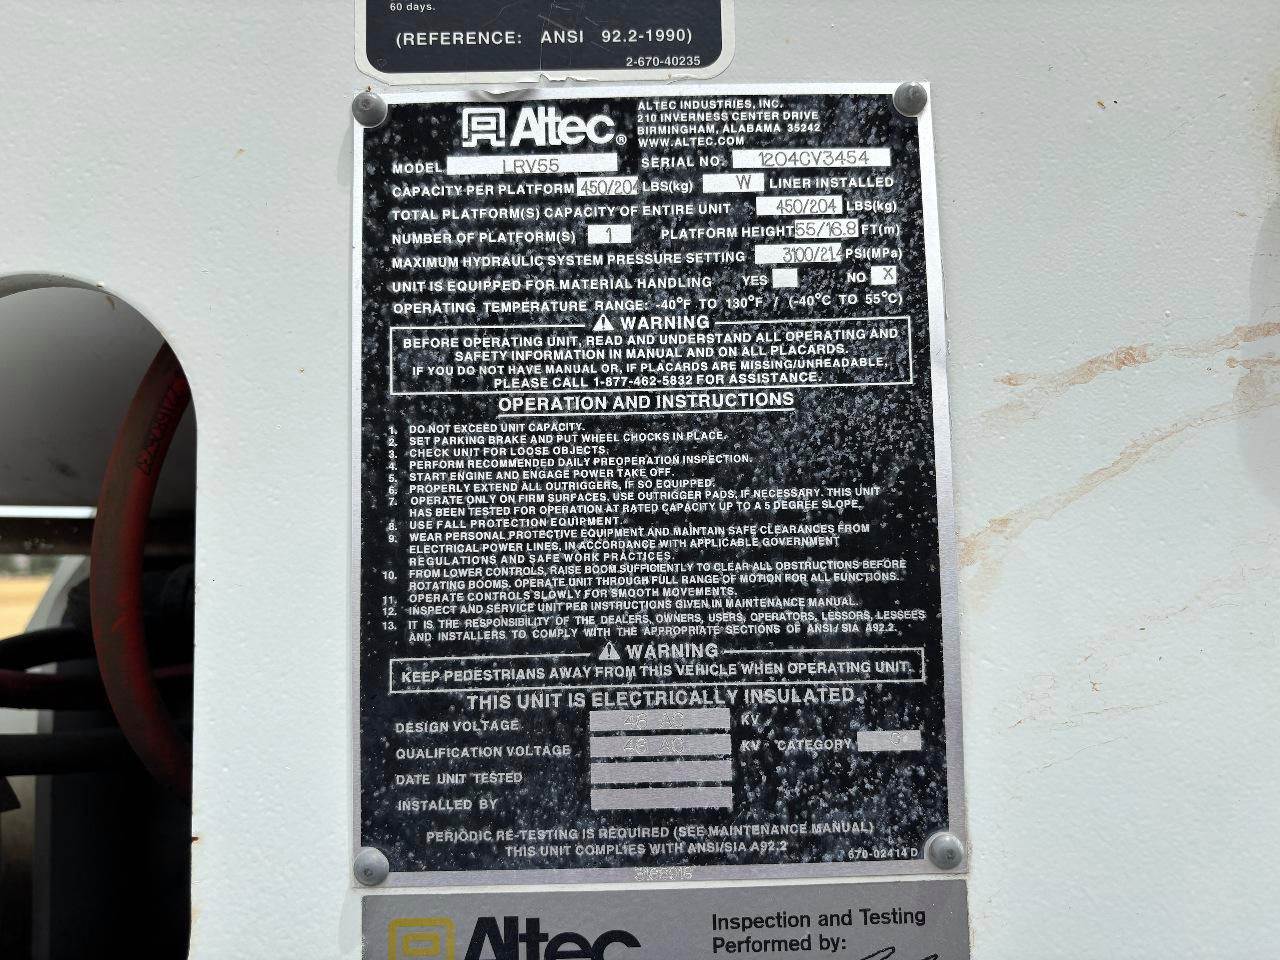 60 days.
(REFERENCE: ANSI 92.2-1990)
2-670-40235
Altec®
ALTEC INDUSTRIES, INC.
210 INVERNESS CENTER DRIVE
BIRMINGHAM, ALABAMA 35242
WWW.ALTEC.COM
MODEL LRV55 SERIAL NO. 1204CV3454
CAPACITY PER PLATFORM 450/204 LBS(kg) W LINER INSTALLED
TOTAL PLATFORM(S) CAPACITY OF ENTIRE UNIT 450/204 LBS(kg)
NUMBER OF PLATFORM(S) 1 PLATFORM HEIGHT 55/16.8 FT(m)
MAXIMUM HYDRAULIC SYSTEM PRESSURE SETTING 3100/21.4 PSI(MPa)
UNIT IS EQUIPPED FOR MATERIAL HANDLING YES NO X
OPERATING TEMPERATURE RANGE: -40°F TO 130°F / (-40°C TO 55°C)
WARNING
BEFORE OPERATING UNIT, READ AND UNDERSTAND ALL OPERATING AND
SAFETY INFORMATION IN MANUAL AND ON ALL PLACARDS.
IF YOU DO NOT HAVE MANUAL OR, IF PLACARDS ARE MISSING/UNREADABLE,
PLEASE CALL 1-877-462-5832 FOR ASSISTANCE.
OPERATION AND INSTRUCTIONS
1. DO NOT EXCEED UNIT CAPACITY.
2. SET PARKING BRAKE AND PUT WHEEL CHOCKS IN PLACE.
3. CHECK UNIT FOR LOOSE OBJECTS.
4. PERFORM RECOMMENDED DAILY PREOPERATION INSPECTION.
5. START ENGINE AND ENGAGE POWER TAKE OFF.
6. PROPERLY EXTEND ALL OUTRIGGERS, IF SO EQUIPPED.
7. OPERATE ONLY ON FIRM SURFACES. USE OUTRIGGER PADS, IF NECESSARY. THIS UNIT
HAS BEEN TESTED FOR OPERATION AT RATED CAPACITY UP TO A 5 DEGREE SLOPE.
8. USE FALL PROTECTION EQUIPMENT.
9. WEAR PERSONAL PROTECTIVE EQUIPMENT AND MAINTAIN SAFE CLEARANCES FROM
ELECTRICAL POWER LINES, IN ACCORDANCE WITH APPLICABLE GOVERNMENT
REGULATIONS AND SAFE WORK PRACTICES.
10. FROM LOWER CONTROLS, RAISE BOOM SUFFICIENTLY TO CLEAR ALL OBSTRUCTIONS BEFORE
ROTATING BOOMS. OPERATE UNIT THROUGH FULL RANGE OF MOTION FOR ALL FUNCTIONS.
11. OPERATE CONTROLS SLOWLY FOR SMOOTH MOVEMENTS.
12. INSPECT AND SERVICE UNIT PER INSTRUCTIONS GIVEN IN MAINTENANCE MANUAL.
13. IT IS THE RESPONSIBILITY OF THE DEALERS, OWNERS, USERS, OPERATORS, LESSORS, LESSEES
AND INSTALLERS TO COMPLY WITH THE APPROPRIATE SECTIONS OF ANSI/SIA A92.2.
WARNING
KEEP PEDESTRIANS AWAY FROM THIS VEHICLE WHEN OPERATING UNIT.
THIS UNIT IS ELECTRICALLY INSULATED.
DESIGN VOLTAGE 46 AC KV
QUALIFICATION VOLTAGE 46 AC KV CATEGORY
DATE UNIT TESTED
INSTALLED BY
PERIODIC RE-TESTING IS REQUIRED (SEE MAINTENANCE MANUAL)
THIS UNIT COMPLIES WITH ANSI/SIA A92.2
670-02414 D
Altec
Inspection and Testing
Performed by: